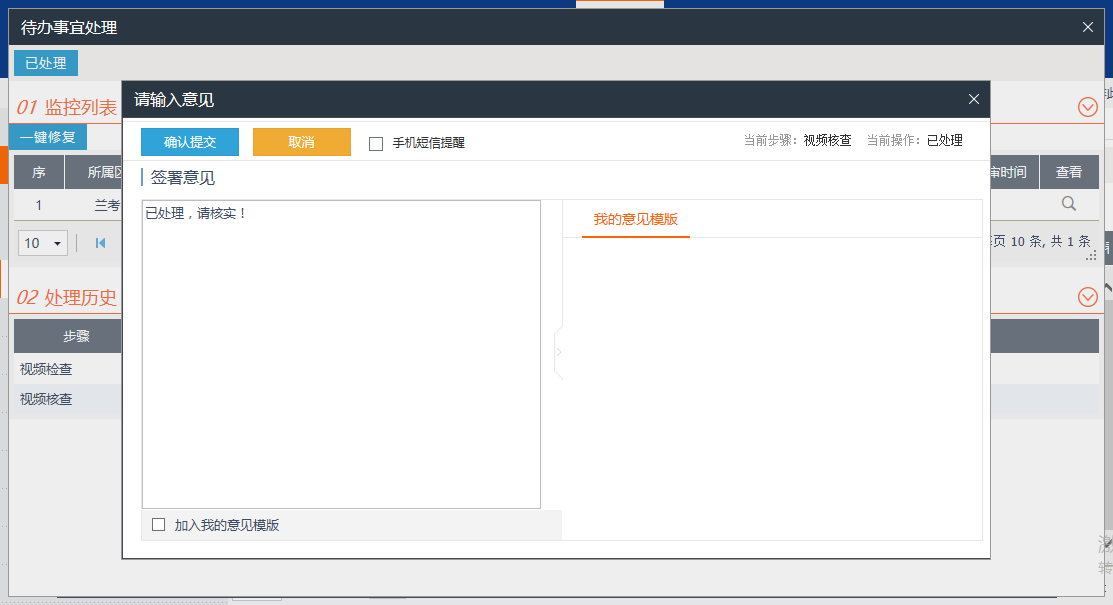 待办事宜处理
已处理
请输入意见
01 监控列表
一键修复
确认提交 取消 手机短信提醒 当前步骤：视频核查 当前操作：已处理
序 所属区 审时间 查看
签署意见
1 兰考
已处理，请核实！
我的意见模版
10 页 10 条, 共 1 条
02 处理历史
步骤
视频检查
视频核查
加入我的意见模版